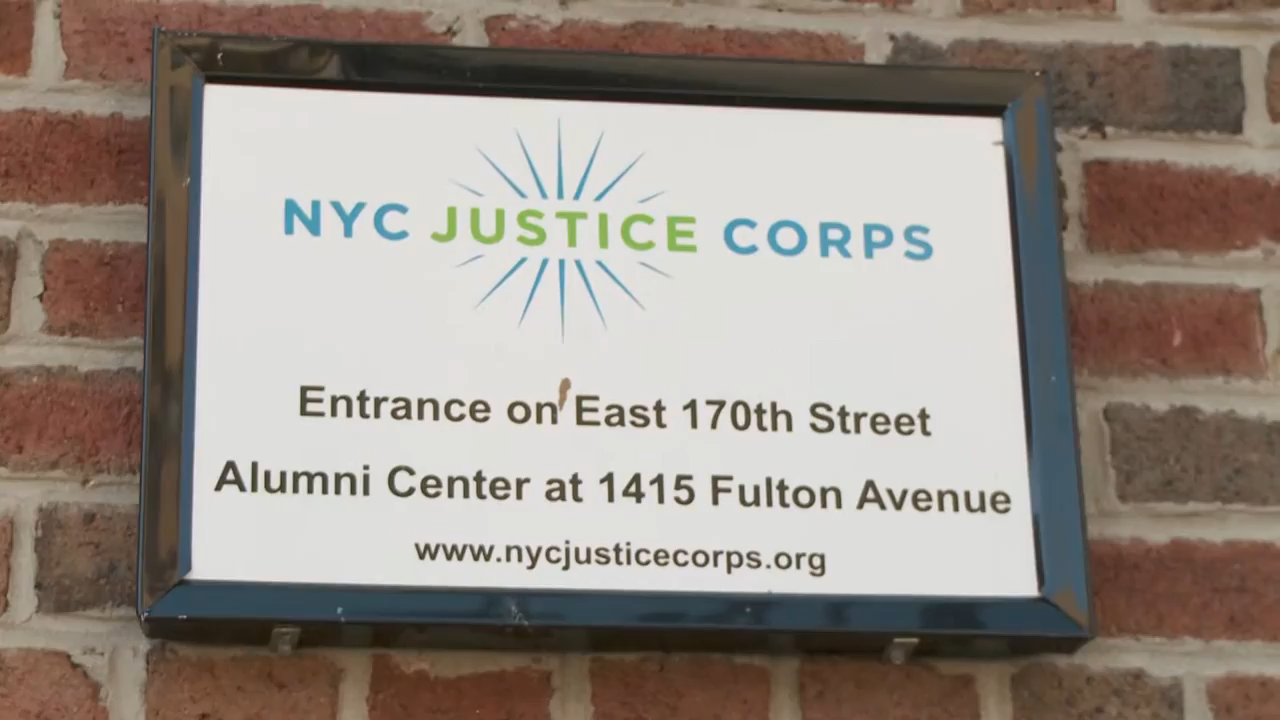 NYC JUSTICE CORPS
Entrance on East 170th Street
Alumni Center at 1415 Fulton Avenue
www.nycjusticecorps.org